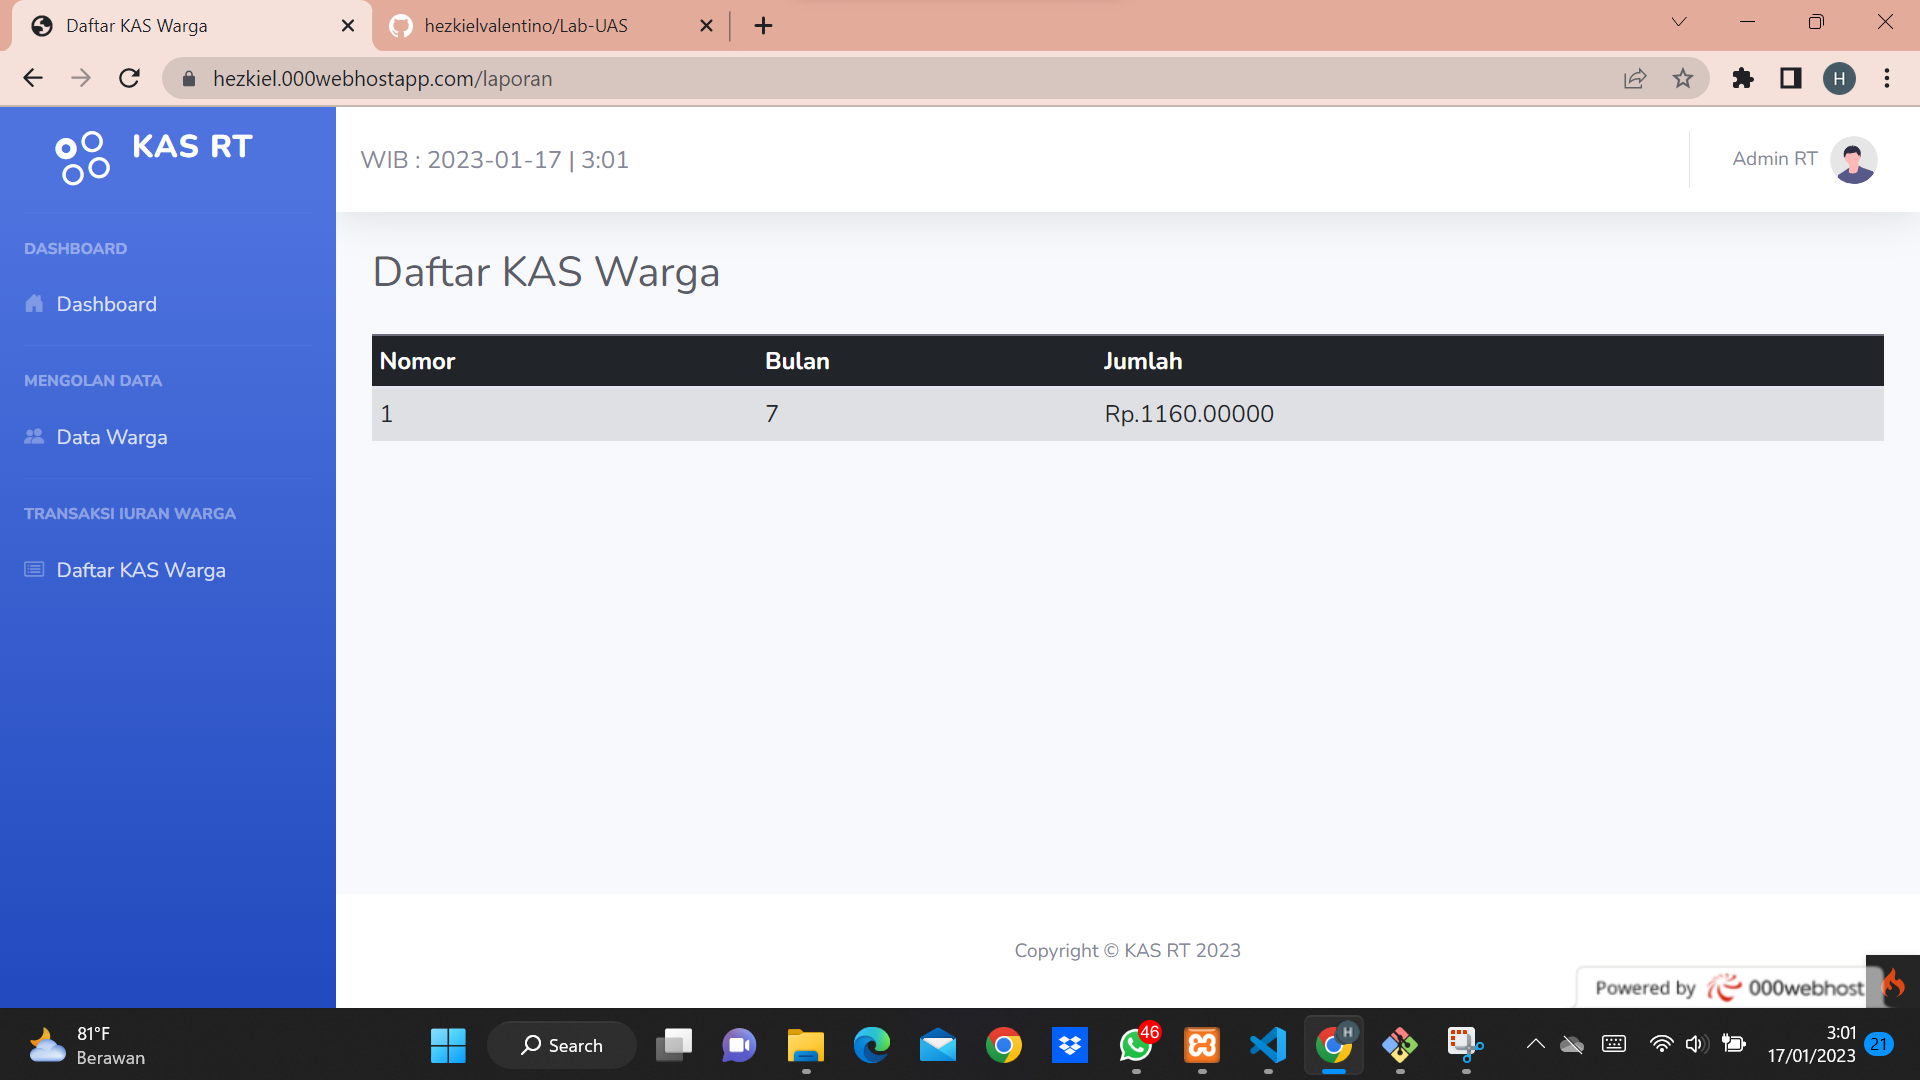 Daftar KAS Warga
hezkielvalentino/Lab-UAS
hezkiel.000webhostapp.com/laporan
H
KAS RT
WIB : 2023-01-17 | 3:01
Admin RT
DASHBOARD
Dashboard
MENGOLAN DATA
Data Warga
TRANSAKSI IURAN WARGA
Daftar KAS Warga
Daftar KAS Warga
Nomor Bulan Jumlah
1 7 Rp.1160.00000
Copyright © KAS RT 2023
Powered by 000webhost
81°F
Berawan
Search
46
H
3:01
17/01/2023
21